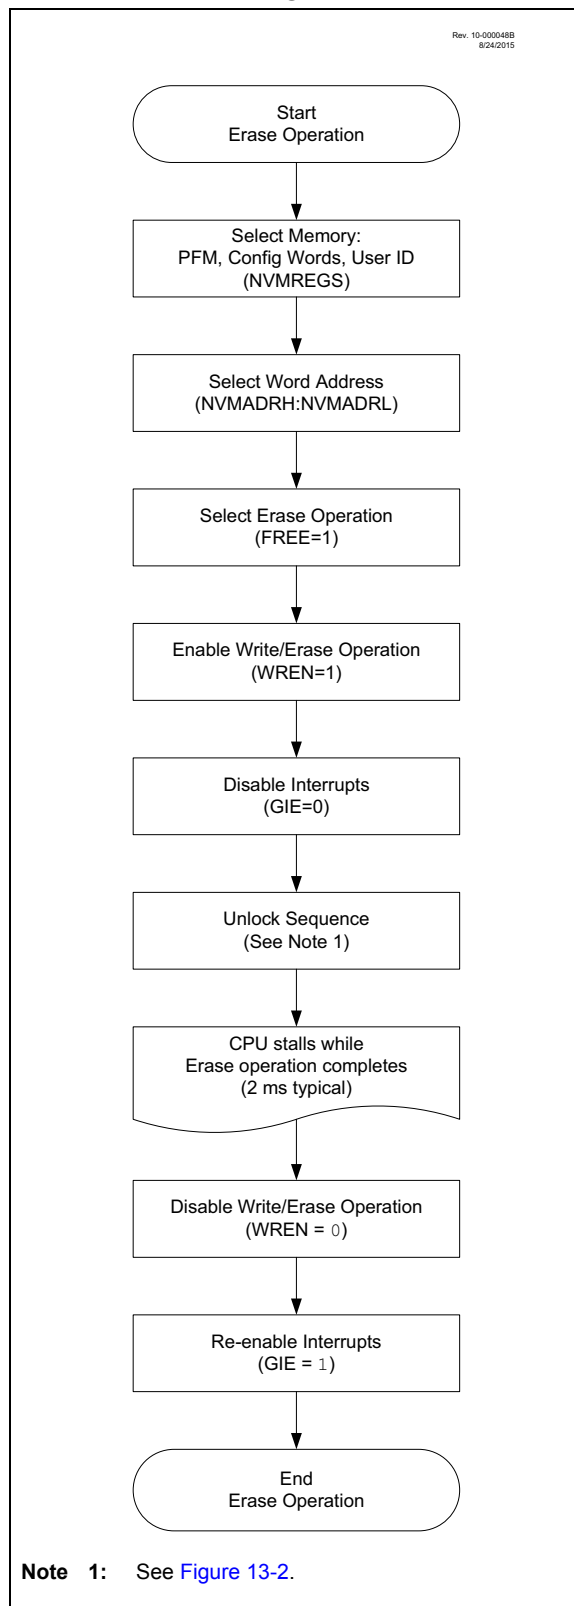 Rev. 10-000048B
8/24/2015
Start
Erase Operation
Select Memory:
PFM, Config Words, User ID
(NVMREGS)
Select Word Address
(NVMADRH:NVMADRL)
Select Erase Operation
(FREE=1)
Enable Write/Erase Operation
(WREN=1)
Disable Interrupts
(GIE=0)
Unlock Sequence
(See Note 1)
CPU stalls while
Erase operation completes
(2 ms typical)
Disable Write/Erase Operation
(WREN = 0)
Re-enable Interrupts
(GIE = 1)
End
Erase Operation
Note 1: See Figure 13-2.